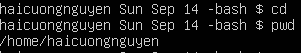 haicuongnguyen Sun Sep 14 -bash $ cd
haicuongnguyen Sun Sep 14 -bash $ pwd
/home/haicuongnguyen